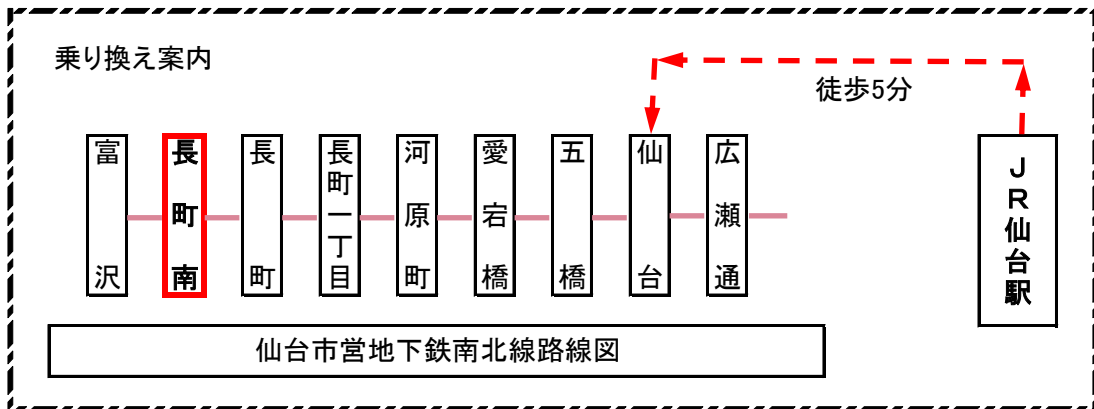 乗り換え案内
徒歩5分
富沢
長町南
長町
長町一丁目
河原町
愛宕橋
五橋
仙台
広瀬通
JR仙台駅
仙台市営地下鉄南北線路線図